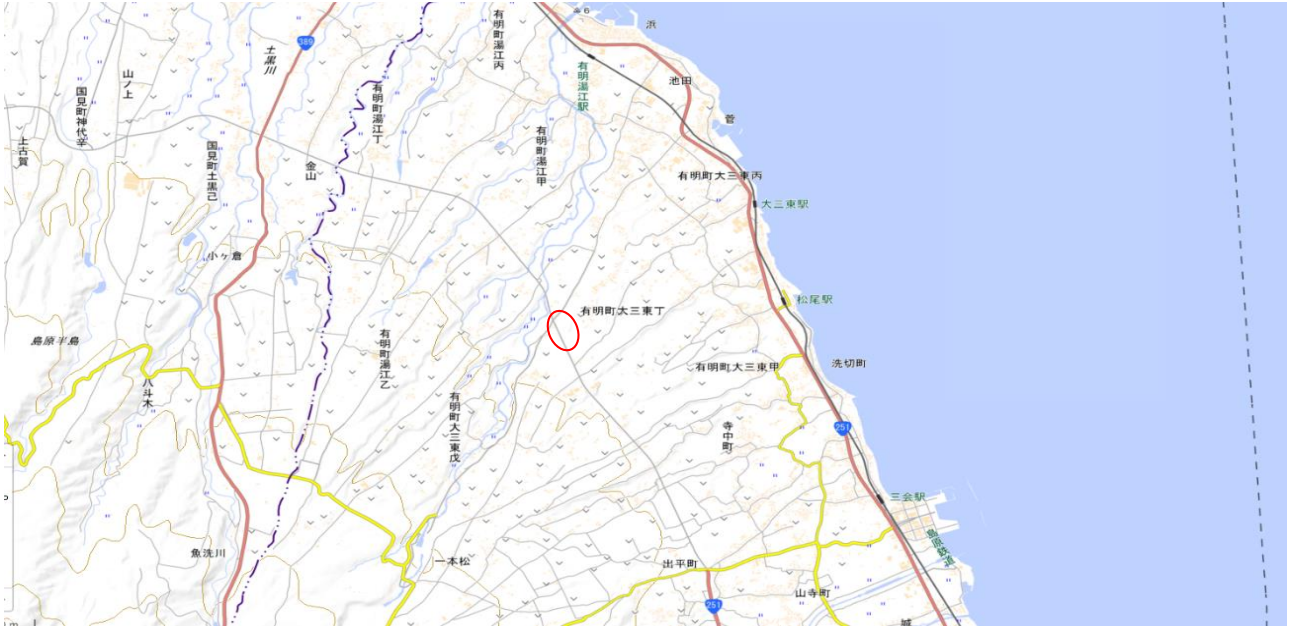 浜
有明町湯江丙
土黒川
389
山ノ上
有明湯江駅
池田
国見町神代辛
有明町湯江丁
菅
上古賀
国見町土黒己
金山
有明町湯江甲
有明町大三東丙
大三東駅
小ヶ倉
松尾駅
有明町大三東丁
島原半島
有明町湯江乙
有明町大三東甲
洗切町
八斗木
有明町大三東戊
寺中町
251
三会駅
島原鉄道
魚洗川
一本松
出平町
山寺町
251